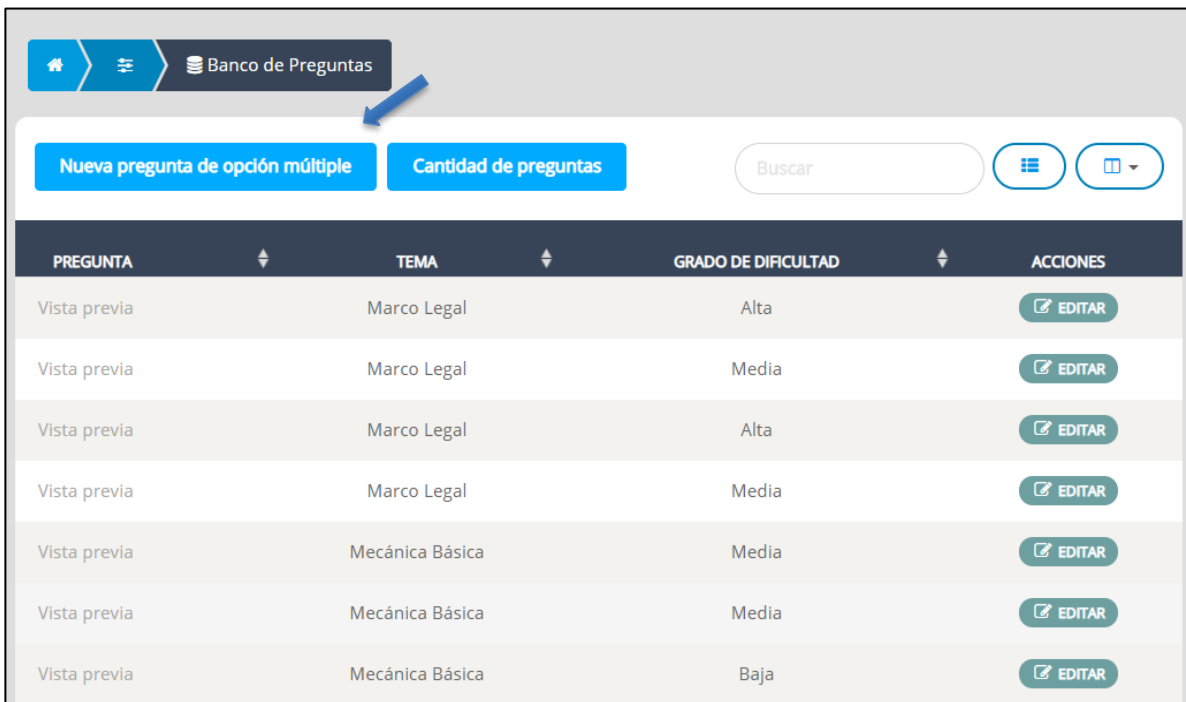 Banco de Preguntas
Nueva pregunta de opción múltiple Cantidad de preguntas Buscar
PREGUNTA TEMA GRADO DE DIFICULTAD ACCIONES
Vista previa Marco Legal Alta EDITAR
Vista previa Marco Legal Media EDITAR
Vista previa Marco Legal Alta EDITAR
Vista previa Marco Legal Media EDITAR
Vista previa Mecánica Básica Media EDITAR
Vista previa Mecánica Básica Media EDITAR
Vista previa Mecánica Básica Baja EDITAR